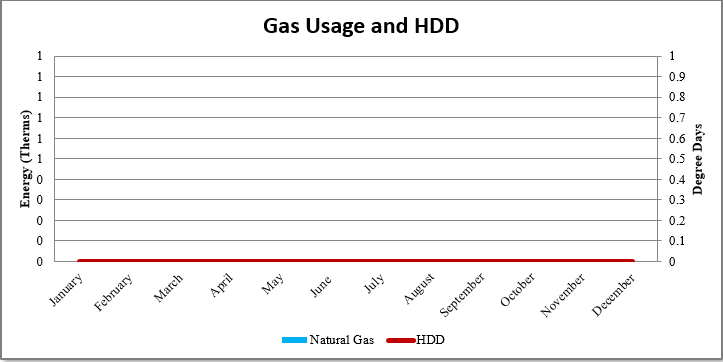 Gas Usage and HDD
Energy (Therms)
1
1
1
1
1
1
0
0
0
0
0
1
0.9
0.8
0.7
0.6
0.5
0.4
0.3
0.2
0.1
0
Degree Days
January
February
March
April
May
June
July
August
September
October
November
December
Natural Gas
HDD